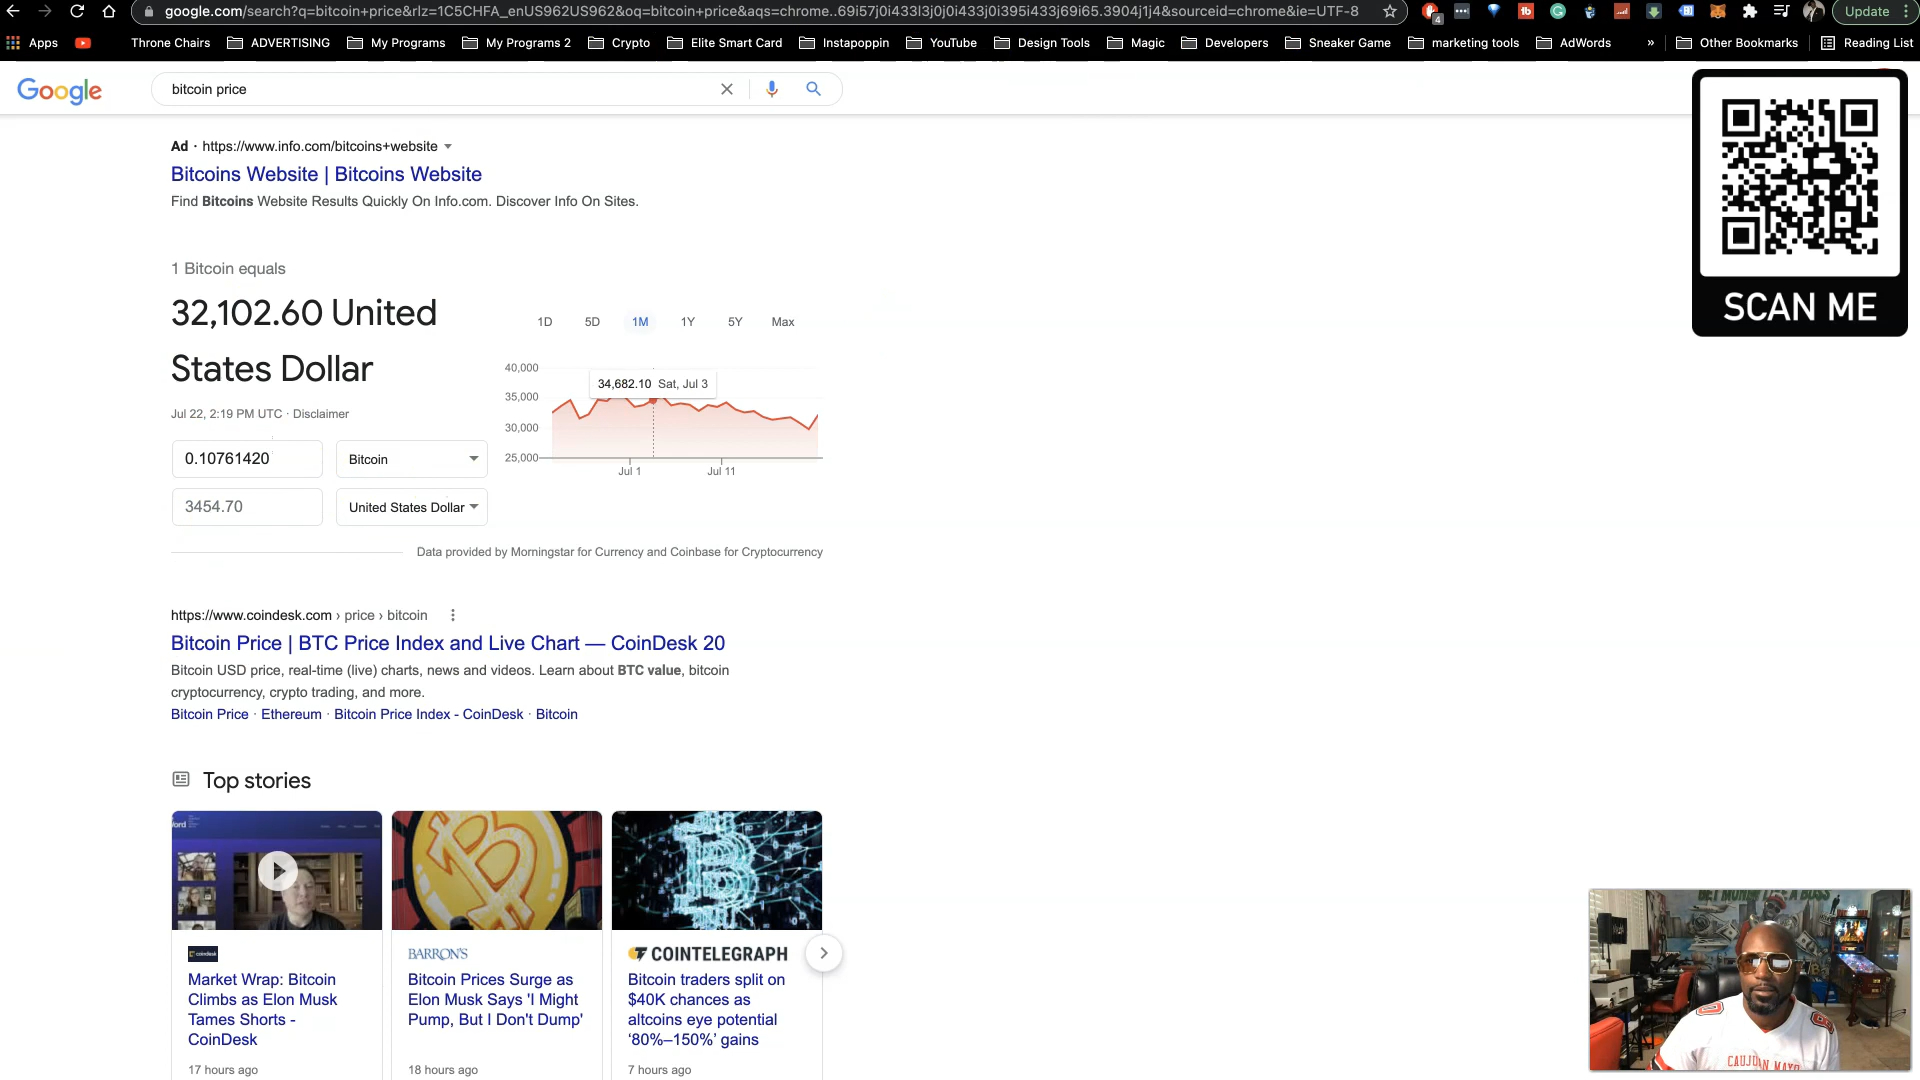 google.com/search?q=bitcoin+price&rlz=1C5CHFA_enUS962US962&oq=bitcoin+price&aqs=chrome..69i57j0i433l3j0j0i433j0i395i433j69i65.3904j1j4&sourceid=chrome&ie=UTF-8
4
Update
Apps
Throne Chairs
ADVERTISING
My Programs
My Programs 2
Crypto
Elite Smart Card
Instapoppin
YouTube
Design Tools
Magic
Developers
Sneaker Game
marketing tools
AdWords
»
Other Bookmarks
Reading List
Google
bitcoin price
SCAN ME
Ad · https://www.info.com/bitcoins+website
Bitcoins Website | Bitcoins Website
Find Bitcoins Website Results Quickly On Info.com. Discover Info On Sites.
1 Bitcoin equals
32,102.60 United
States Dollar
Jul 22, 2:19 PM UTC · Disclaimer
0.10761420
Bitcoin
3454.70
United States Dollar
1D 5D 1M 1Y 5Y Max
40,000
34,682.10 Sat, Jul 3
35,000
30,000
25,000
Jul 1
Jul 11
Data provided by Morningstar for Currency and Coinbase for Cryptocurrency
https://www.coindesk.com › price › bitcoin
Bitcoin Price | BTC Price Index and Live Chart — CoinDesk 20
Bitcoin USD price, real-time (live) charts, news and videos. Learn about BTC value, bitcoin
cryptocurrency, crypto trading, and more.
Bitcoin Price · Ethereum · Bitcoin Price Index - CoinDesk · Bitcoin
Top stories
coindesk
Market Wrap: Bitcoin
Climbs as Elon Musk
Tames Shorts -
CoinDesk
17 hours ago
BARRON'S
Bitcoin Prices Surge as
Elon Musk Says 'I Might
Pump, But I Don't Dump'
18 hours ago
COINTELEGRAPH
Bitcoin traders split on
$40K chances as
altcoins eye potential
‘80%–150%’ gains
7 hours ago